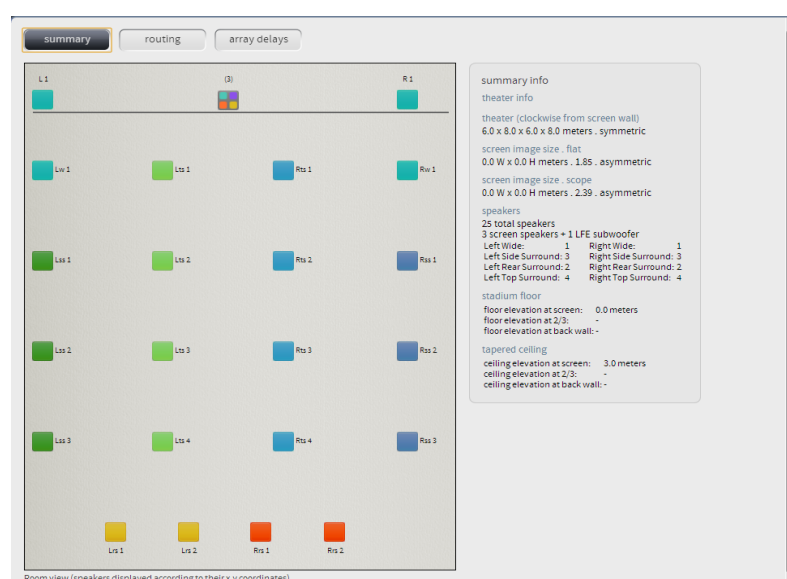 summary routing array delays
L 1 (3) R 1
Lw 1 Lts 1 Rts 1 Rw 1
Lss 1 Lts 2 Rts 2 Rss 1
Lss 2 Lts 3 Rts 3 Rss 2
Lss 3 Lts 4 Rts 4 Rss 3
Lrs 1 Lrs 2 Rrs 1 Rrs 2
Room view (speakers displayed according to their x,y coordinates)
summary info
theater info
theater (clockwise from screen wall)
6.0 x 8.0 x 6.0 x 8.0 meters . symmetric
screen image size . flat
0.0 W x 0.0 H meters . 1.85 . asymmetric
screen image size . scope
0.0 W x 0.0 H meters . 2.39 . asymmetric
speakers
25 total speakers
3 screen speakers + 1 LFE subwoofer
Left Wide: 1 Right Wide: 1
Left Side Surround: 3 Right Side Surround: 3
Left Rear Surround: 2 Right Rear Surround: 2
Left Top Surround: 4 Right Top Surround: 4
stadium floor
floor elevation at screen: 0.0 meters
floor elevation at 2/3: -
floor elevation at back wall: -
tapered ceiling
ceiling elevation at screen: 3.0 meters
ceiling elevation at 2/3: -
ceiling elevation at back wall: -